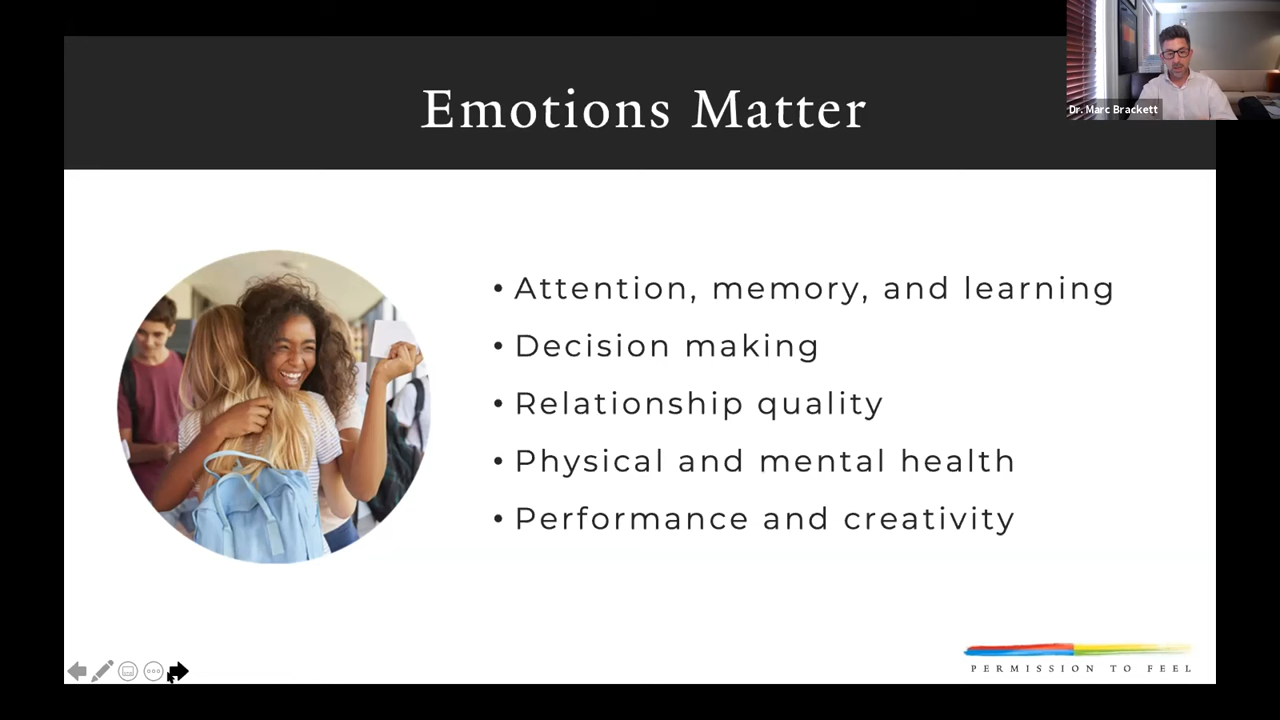 Emotions Matter
Dr. Marc Brackett
• Attention, memory, and learning
• Decision making
• Relationship quality
• Physical and mental health
• Performance and creativity
PERMISSION TO FEEL